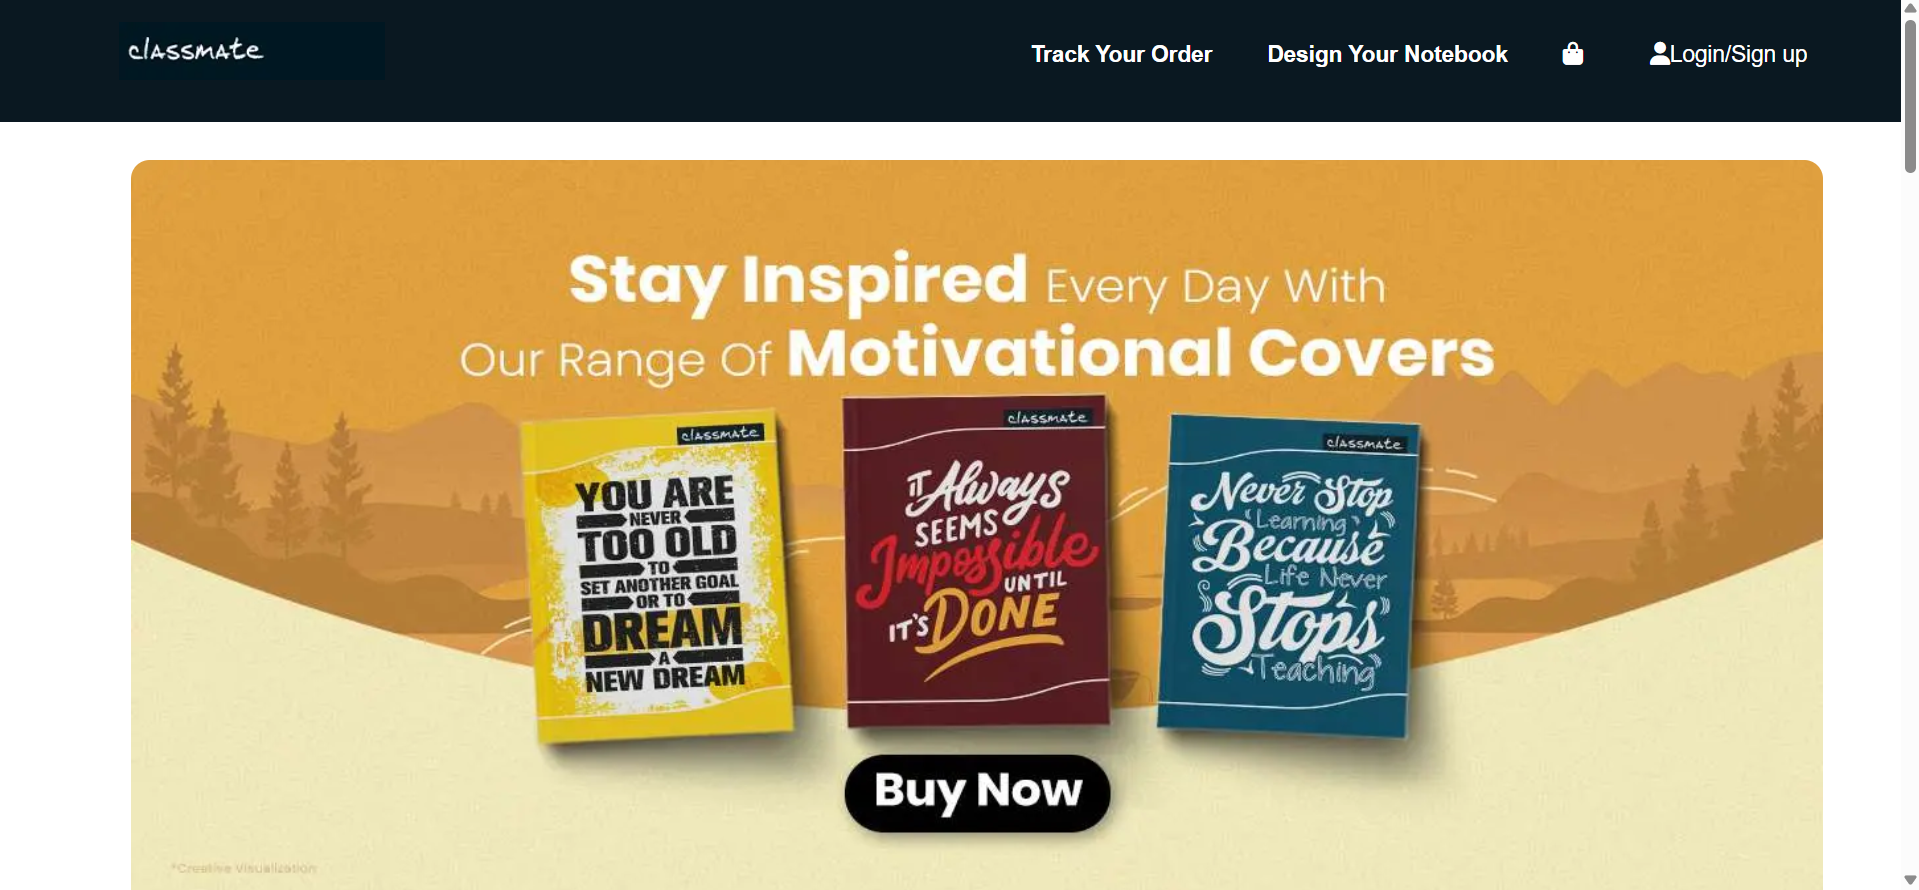 classmate
Track Your Order
Design Your Notebook
Login/Sign up
Stay Inspired Every Day With
Our Range Of Motivational Covers
classmate
YOU ARE
NEVER
TOO OLD
TO
SET ANOTHER GOAL
OR TO
DREAM
A
NEW DREAM
classmate
IT Always
SEEMS
Impossible
UNTIL
IT'S DONE
classmate
Never Stop
Learning
Because
Life Never
Stops
Teaching
Buy Now
*Creative Visualization